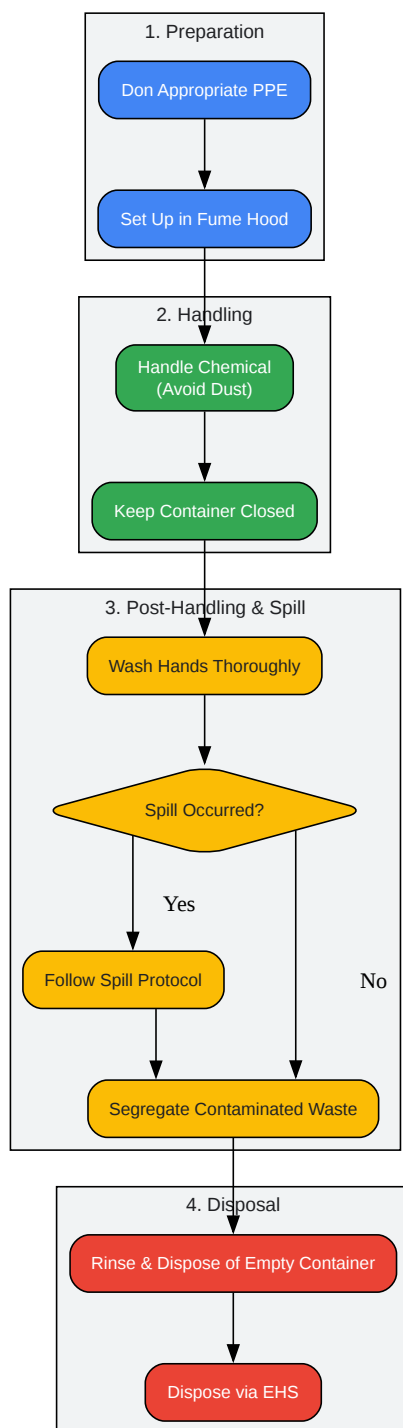 1. Preparation
Don Appropriate PPE
Set Up in Fume Hood
2. Handling
Handle Chemical
(Avoid Dust)
Keep Container Closed
3. Post-Handling & Spill
Wash Hands Thoroughly
Spill Occurred?
Yes
Follow Spill Protocol
No
Segregate Contaminated Waste
4. Disposal
Rinse & Dispose of Empty Container
Dispose via EHS